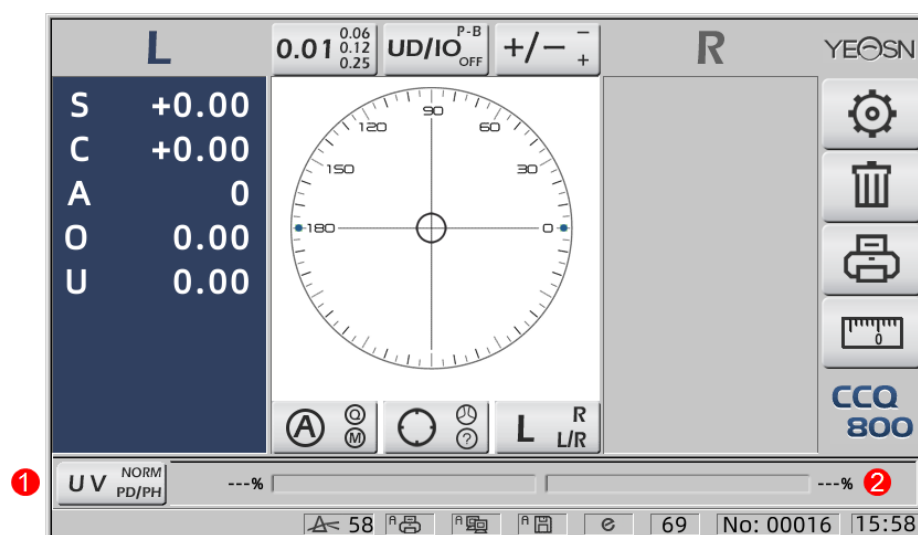 L
0.01 0.06 0.12 0.25
UD/IO P-B OFF
+/− − +
R
YEOSN
S +0.00
C +0.00
A 0
O 0.00
U 0.00
90
120 60
150 30
180 0
0
CCQ
800
A Q M
?
L R L/R
1
UV NORM PD/PH
---%
---%
2
58
A
A
A
e
69
No: 00016
15:58